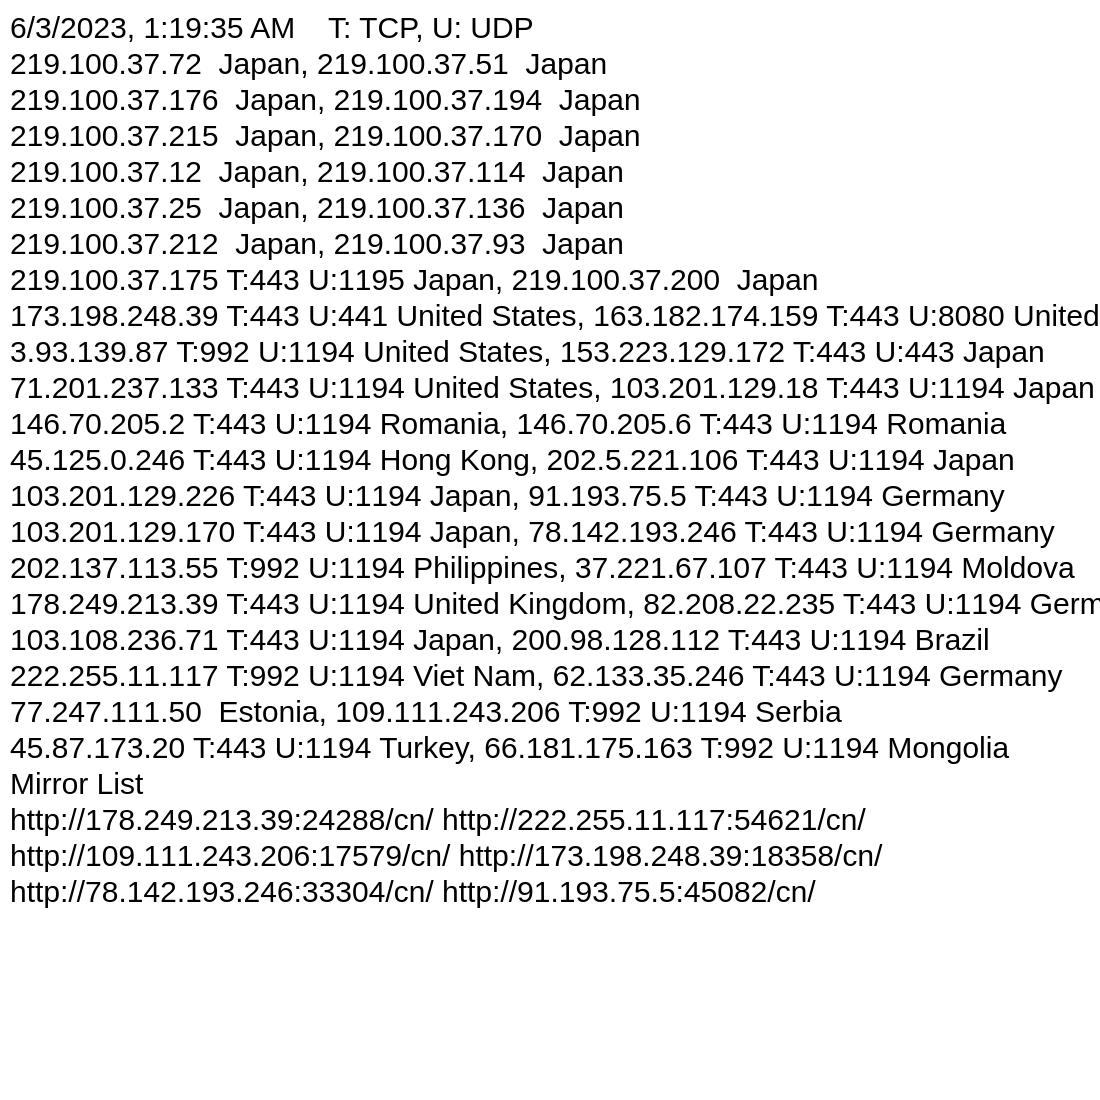 6/3/2023, 1:19:35 AM    T: TCP, U: UDP
219.100.37.72  Japan, 219.100.37.51  Japan
219.100.37.176  Japan, 219.100.37.194  Japan
219.100.37.215  Japan, 219.100.37.170  Japan
219.100.37.12  Japan, 219.100.37.114  Japan
219.100.37.25  Japan, 219.100.37.136  Japan
219.100.37.212  Japan, 219.100.37.93  Japan
219.100.37.175 T:443 U:1195 Japan, 219.100.37.200  Japan
173.198.248.39 T:443 U:441 United States, 163.182.174.159 T:443 U:8080 United
3.93.139.87 T:992 U:1194 United States, 153.223.129.172 T:443 U:443 Japan
71.201.237.133 T:443 U:1194 United States, 103.201.129.18 T:443 U:1194 Japan
146.70.205.2 T:443 U:1194 Romania, 146.70.205.6 T:443 U:1194 Romania
45.125.0.246 T:443 U:1194 Hong Kong, 202.5.221.106 T:443 U:1194 Japan
103.201.129.226 T:443 U:1194 Japan, 91.193.75.5 T:443 U:1194 Germany
103.201.129.170 T:443 U:1194 Japan, 78.142.193.246 T:443 U:1194 Germany
202.137.113.55 T:992 U:1194 Philippines, 37.221.67.107 T:443 U:1194 Moldova
178.249.213.39 T:443 U:1194 United Kingdom, 82.208.22.235 T:443 U:1194 Germ
103.108.236.71 T:443 U:1194 Japan, 200.98.128.112 T:443 U:1194 Brazil
222.255.11.117 T:992 U:1194 Viet Nam, 62.133.35.246 T:443 U:1194 Germany
77.247.111.50  Estonia, 109.111.243.206 T:992 U:1194 Serbia
45.87.173.20 T:443 U:1194 Turkey, 66.181.175.163 T:992 U:1194 Mongolia
Mirror List
http://178.249.213.39:24288/cn/ http://222.255.11.117:54621/cn/
http://109.111.243.206:17579/cn/ http://173.198.248.39:18358/cn/
http://78.142.193.246:33304/cn/ http://91.193.75.5:45082/cn/